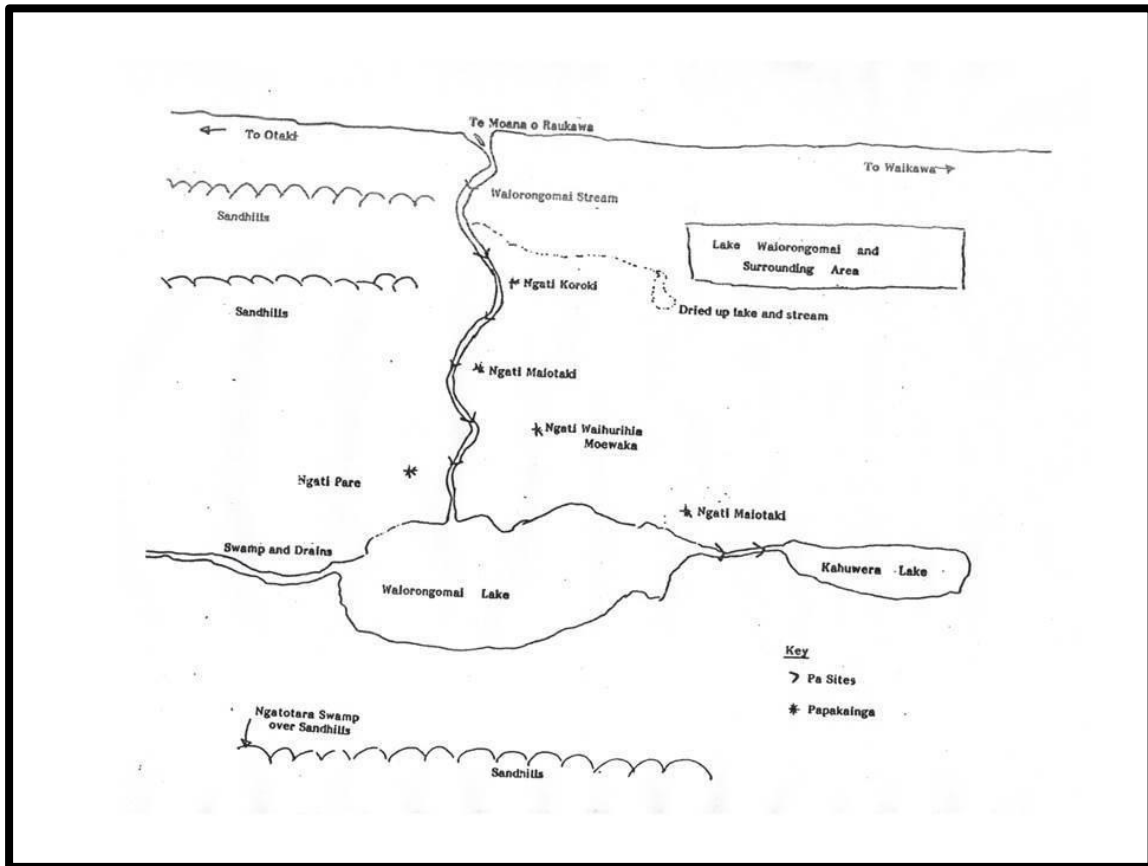 Te Moana o Raukawa
To Otaki
To Waikawa
Waiorongomai Stream
Sandhills
Lake Waiorongomai and
Surrounding Area
Ngati Koroki
Sandhills
Dried up lake and stream
Ngati Maiotaki
Ngati Waihurihia
Moewaka
Ngati Pare
Ngati Maiotaki
Swamp and Drains
Kahuwera Lake
Waiorongomai Lake
Key
Pa Sites
Papakainga
Ngatotara Swamp
over Sandhills
Sandhills